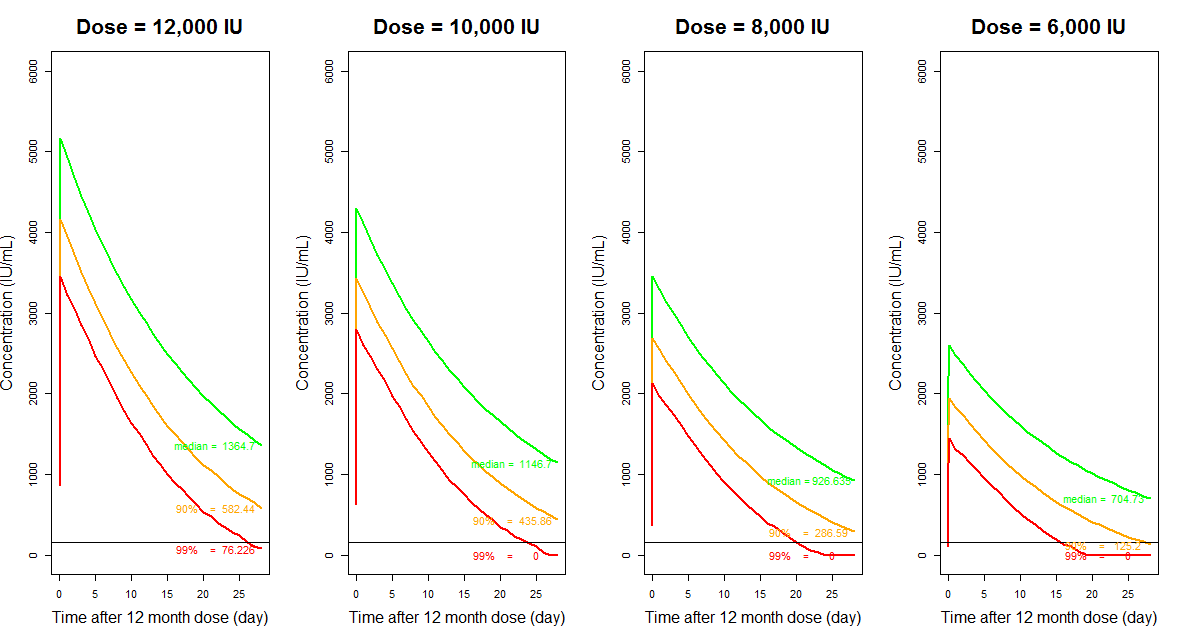 Dose = 12,000 IU
Concentration (IU/mL)
6000
5000
4000
3000
2000
1000
0
median = 1364.7
90% = 582.44
99% = 76.226
0 5 10 15 20 25
Time after 12 month dose (day)
Dose = 10,000 IU
Concentration (IU/mL)
6000
5000
4000
3000
2000
1000
0
median = 1146.7
90% = 435.86
99% = 0
0 5 10 15 20 25
Time after 12 month dose (day)
Dose = 8,000 IU
Concentration (IU/mL)
6000
5000
4000
3000
2000
1000
0
median = 926.635
90% = 286.59
99% = 0
0 5 10 15 20 25
Time after 12 month dose (day)
Dose = 6,000 IU
Concentration (IU/mL)
6000
5000
4000
3000
2000
1000
0
median = 704.73
90% = 125.2
99% = 0
0 5 10 15 20 25
Time after 12 month dose (day)